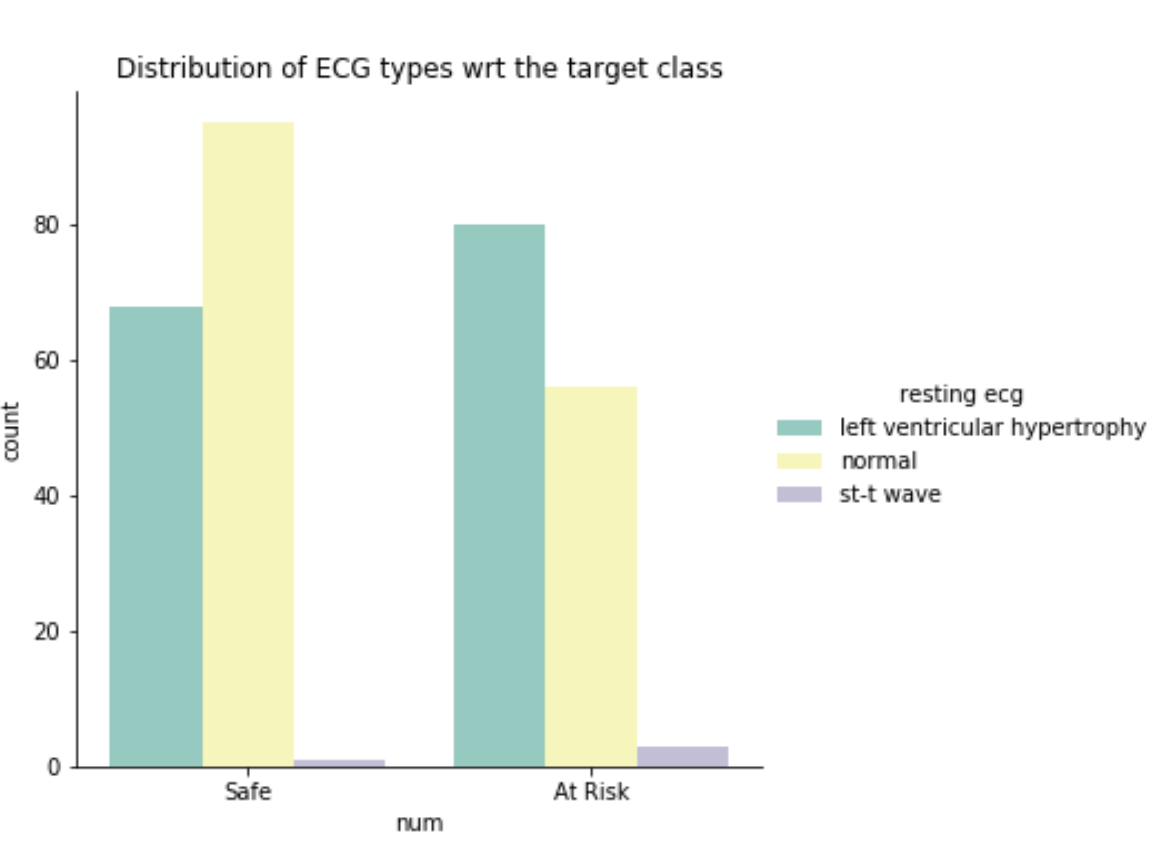 Distribution of ECG types wrt the target class
80
60
40
20
0
count
Safe
At Risk
num
resting ecg
left ventricular hypertrophy
normal
st-t wave